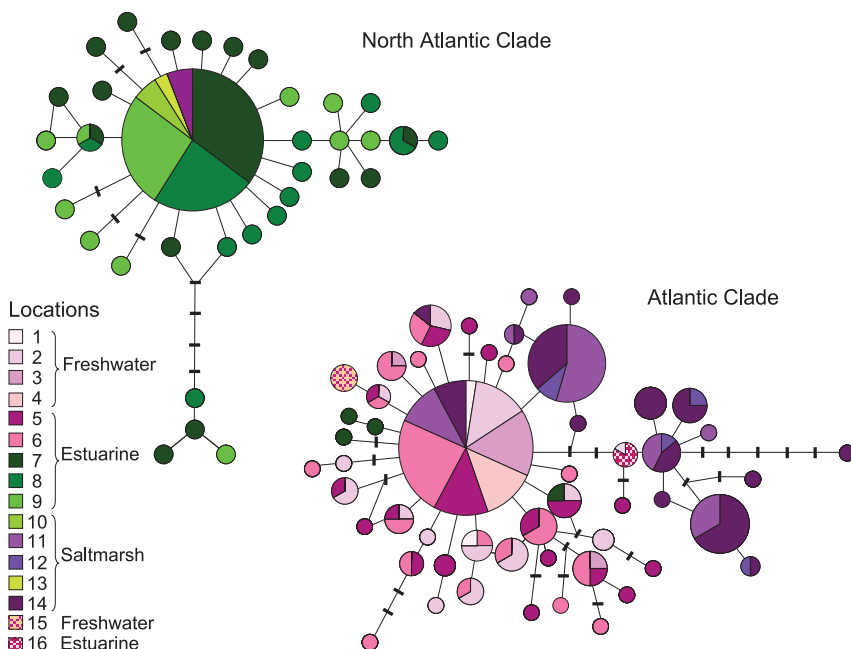 North Atlantic Clade
Atlantic Clade
Locations
1
2
3
4
Freshwater
5
6
7
8
9
Estuarine
10
11
12
13
14
Saltmarsh
15 Freshwater
16 Estuarine